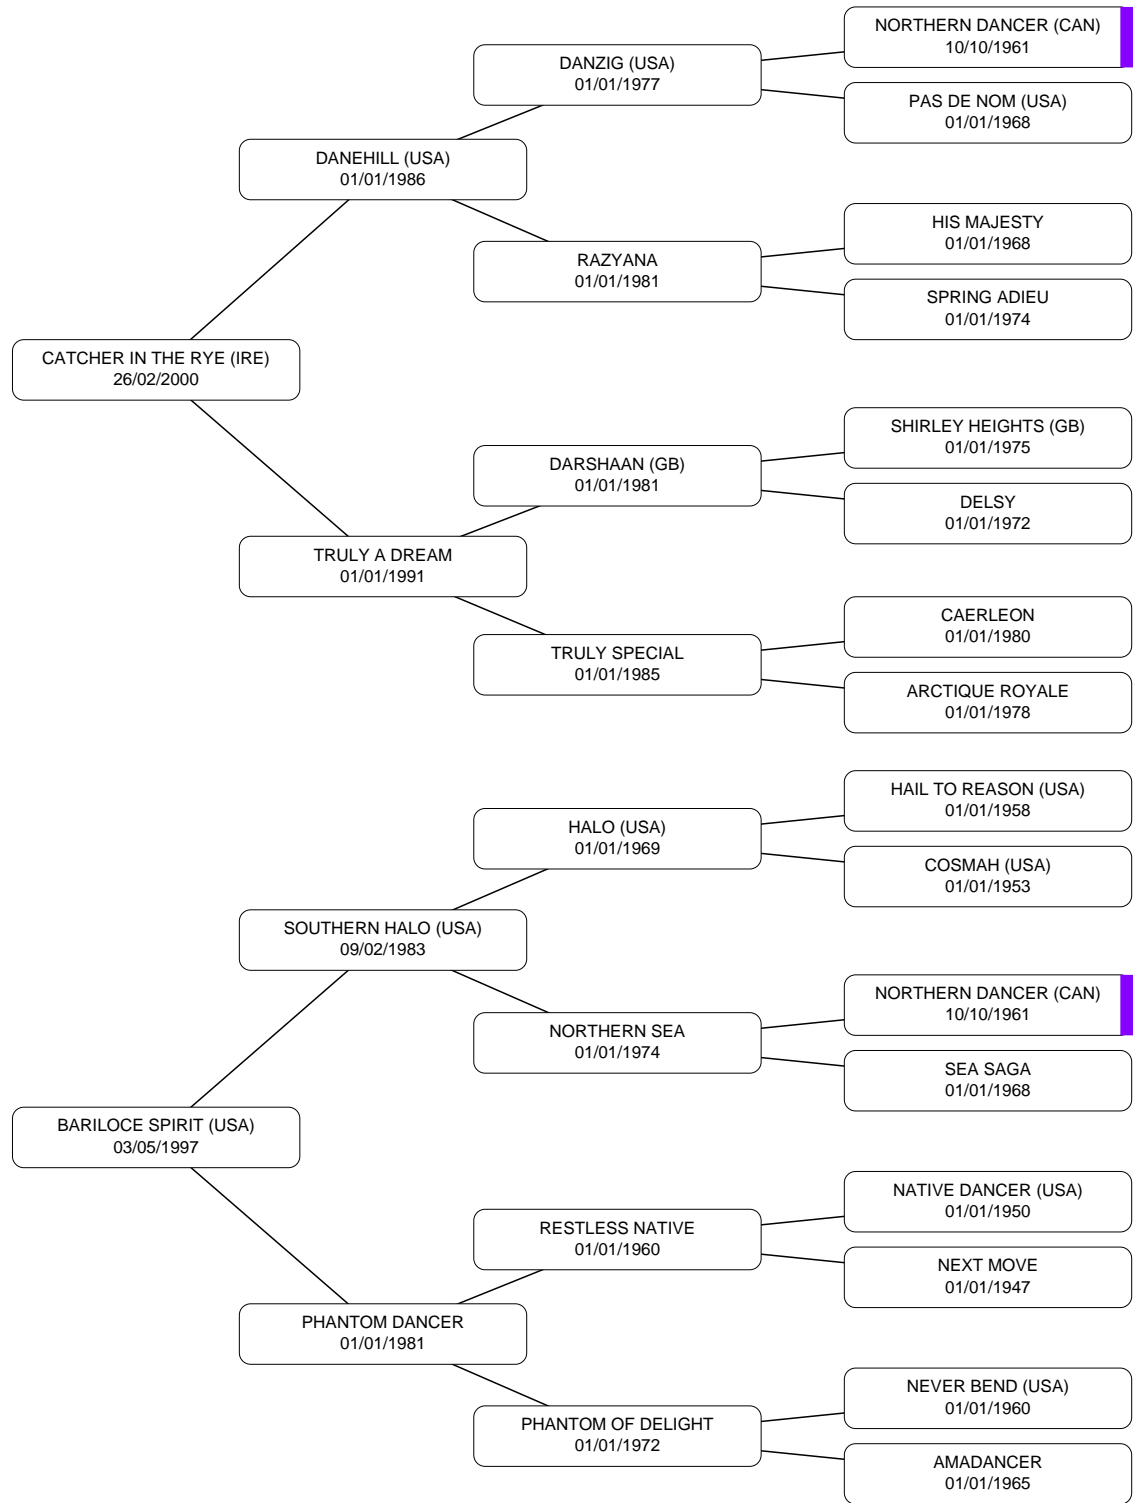 NORTHERN DANCER (CAN)
10/10/1961
DANZIG (USA)
01/01/1977
PAS DE NOM (USA)
01/01/1968
DANEHILL (USA)
01/01/1986
HIS MAJESTY
01/01/1968
RAZYANA
01/01/1981
SPRING ADIEU
01/01/1974
CATCHER IN THE RYE (IRE)
26/02/2000
SHIRLEY HEIGHTS (GB)
01/01/1975
DARSHAAN (GB)
01/01/1981
DELSY
01/01/1972
TRULY A DREAM
01/01/1991
CAERLEON
01/01/1980
TRULY SPECIAL
01/01/1985
ARCTIQUE ROYALE
01/01/1978
HAIL TO REASON (USA)
01/01/1958
HALO (USA)
01/01/1969
COSMAH (USA)
01/01/1953
SOUTHERN HALO (USA)
09/02/1983
NORTHERN DANCER (CAN)
10/10/1961
NORTHERN SEA
01/01/1974
SEA SAGA
01/01/1968
BARILOCE SPIRIT (USA)
03/05/1997
NATIVE DANCER (USA)
01/01/1950
RESTLESS NATIVE
01/01/1960
NEXT MOVE
01/01/1947
PHANTOM DANCER
01/01/1981
NEVER BEND (USA)
01/01/1960
PHANTOM OF DELIGHT
01/01/1972
AMADANCER
01/01/1965